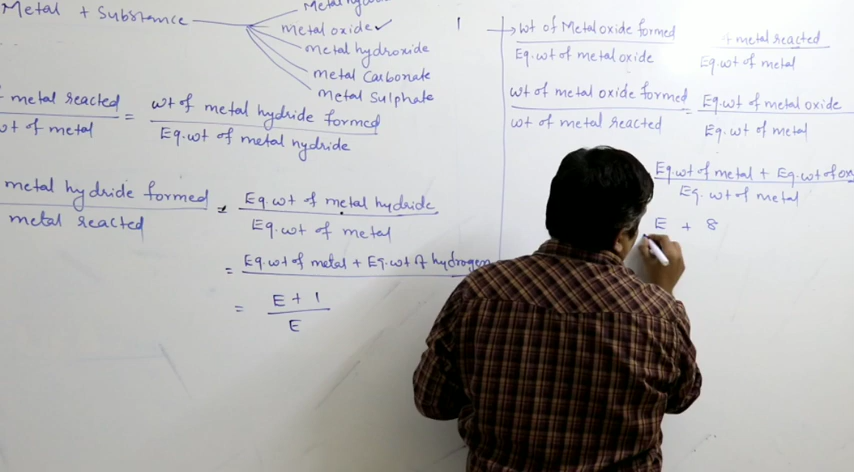 Metal + Substance
metal oxide ✓
metal hydroxide
metal Carbonate
metal Sulphate
metal reacted / wt of metal = wt of metal hydride formed / Eq.wt of metal hydride
metal hydride formed / metal reacted = Eq.wt of metal hydride / Eq.wt of metal
= Eq.wt of metal + Eq.wt of hydrogen
= E + 1 / E
1
→ wt of Metal oxide formed / Eq.wt of metal oxide
metal reacted / Eq.wt of metal
wt of metal oxide formed / wt of metal reacted = Eq.wt of metal oxide / Eq.wt of metal
Eq.wt of metal + Eq.wt of / Eq.wt of metal
E + 8